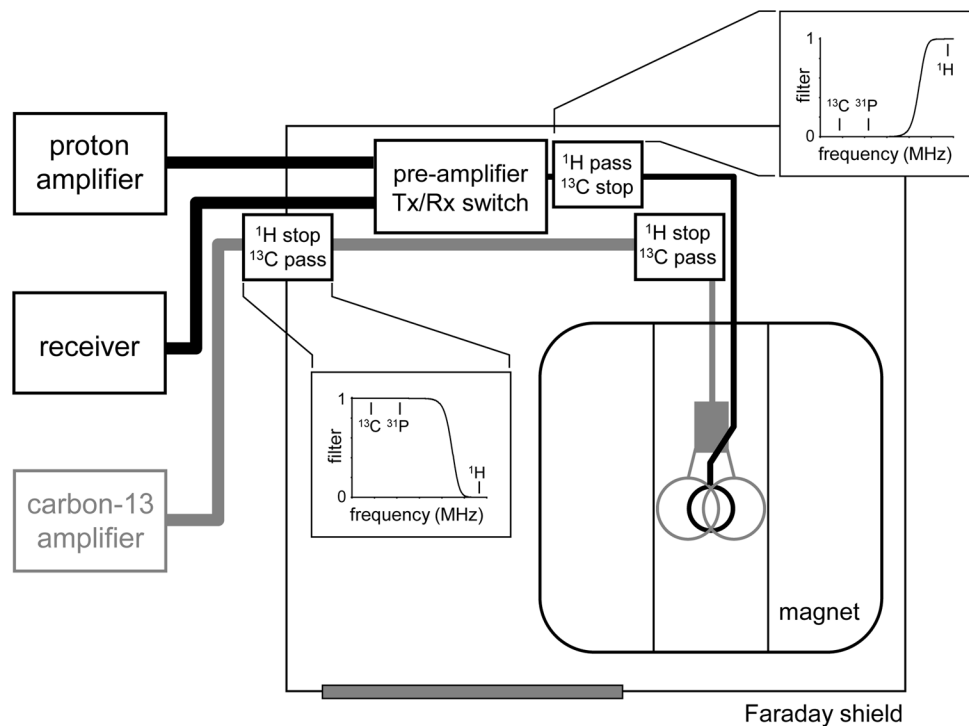 proton
amplifier
receiver
carbon-13
amplifier
pre-amplifier
Tx/Rx switch
¹H pass
¹³C stop
¹H stop
¹³C pass
¹H stop
¹³C pass
1
filter
0
¹³C ³¹P
¹H
frequency (MHz)
1
filter
0
¹³C ³¹P
¹H
frequency (MHz)
magnet
Faraday shield